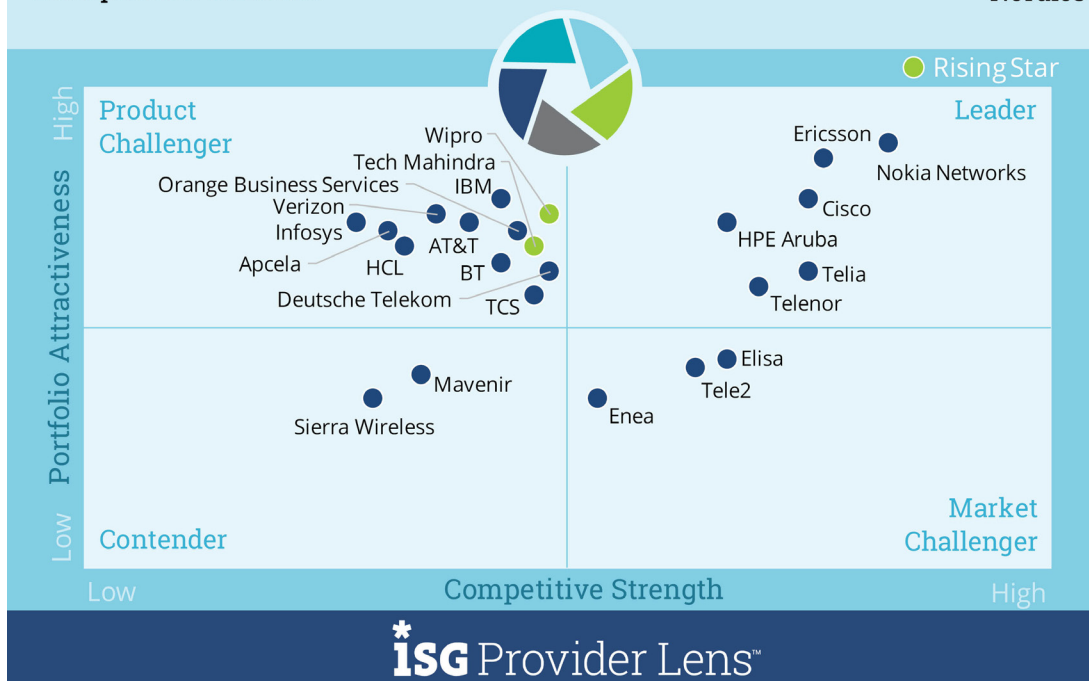 Nordics
Rising Star
High
Product
Challenger
Leader
Wipro
Ericsson
Tech Mahindra
Nokia Networks
Orange Business Services
IBM
Verizon
Cisco
Infosys
AT&T
HPE Aruba
Apcela
HCL
BT
Telia
Deutsche Telekom
TCS
Telenor
Portfolio Attractiveness
Elisa
Mavenir
Tele2
Sierra Wireless
Enea
Low
Contender
Market
Challenger
Low
Competitive Strength
High
*ISG Provider Lens™